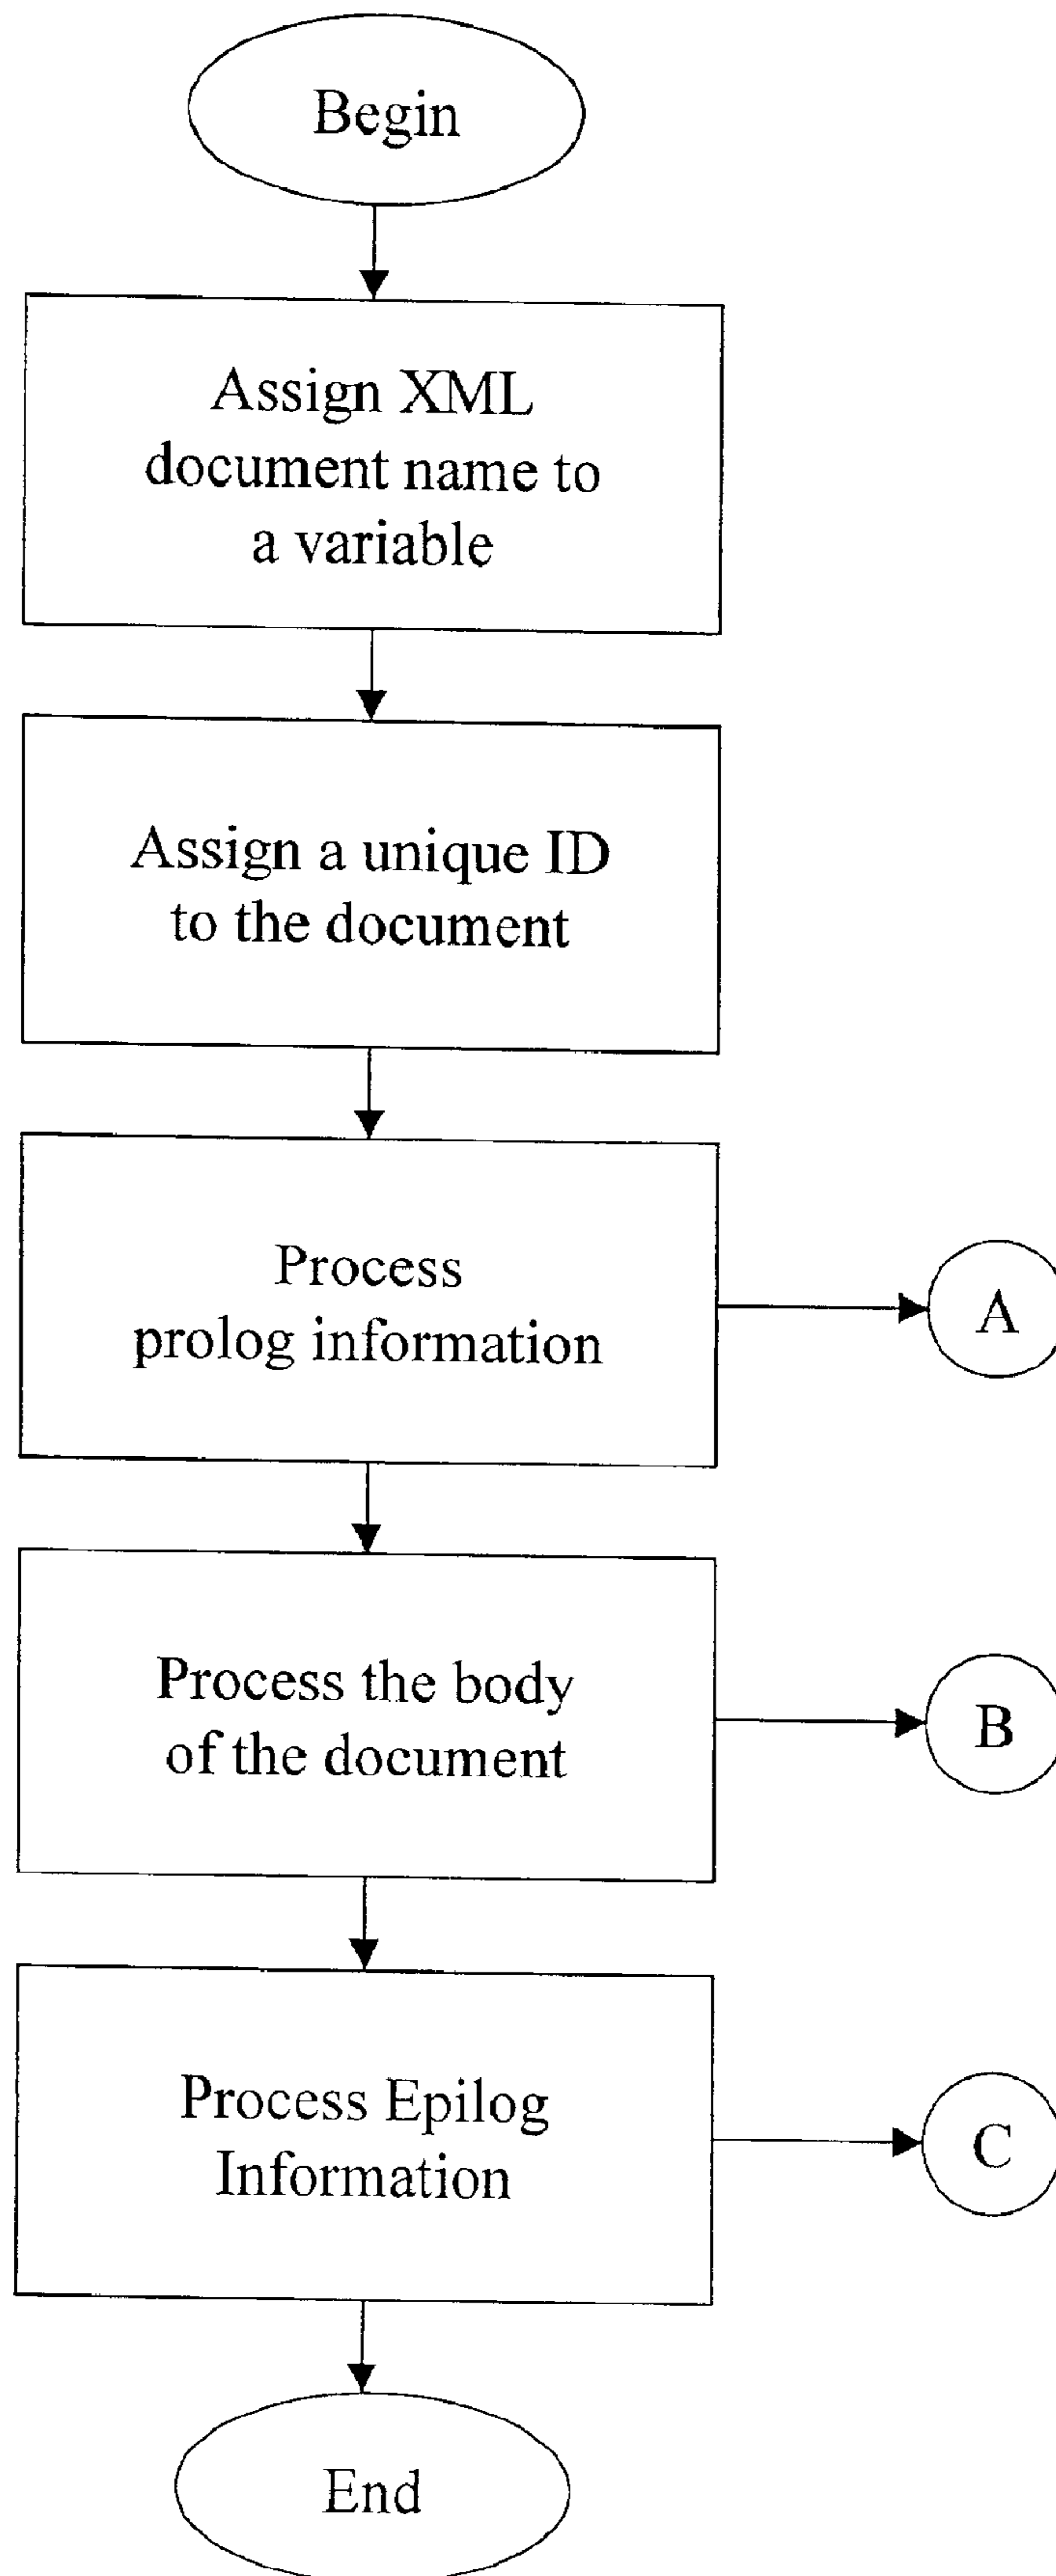 Begin
Assign XML
document name to
a variable
Assign a unique ID
to the document
Process
prolog information
A
Process the body
of the document
B
Process Epilog
Information
C
End